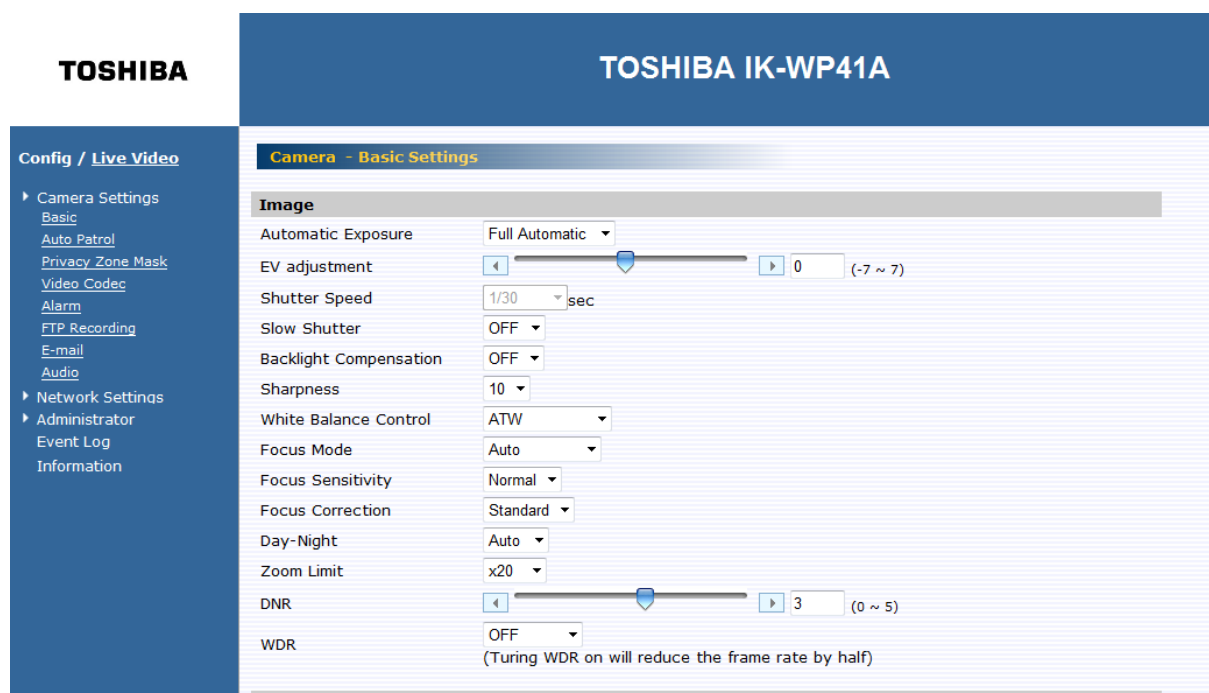 TOSHIBA
TOSHIBA IK-WP41A
Config / Live Video
Camera Settings
Basic
Auto Patrol
Privacy Zone Mask
Video Codec
Alarm
FTP Recording
E-mail
Audio
Network Settings
Administrator
Event Log
Information
Camera - Basic Settings
Image
Automatic Exposure Full Automatic
EV adjustment 0 (-7 ~ 7)
Shutter Speed 1/30 sec
Slow Shutter OFF
Backlight Compensation OFF
Sharpness 10
White Balance Control ATW
Focus Mode Auto
Focus Sensitivity Normal
Focus Correction Standard
Day-Night Auto
Zoom Limit x20
DNR 3 (0 ~ 5)
WDR OFF
(Turing WDR on will reduce the frame rate by half)